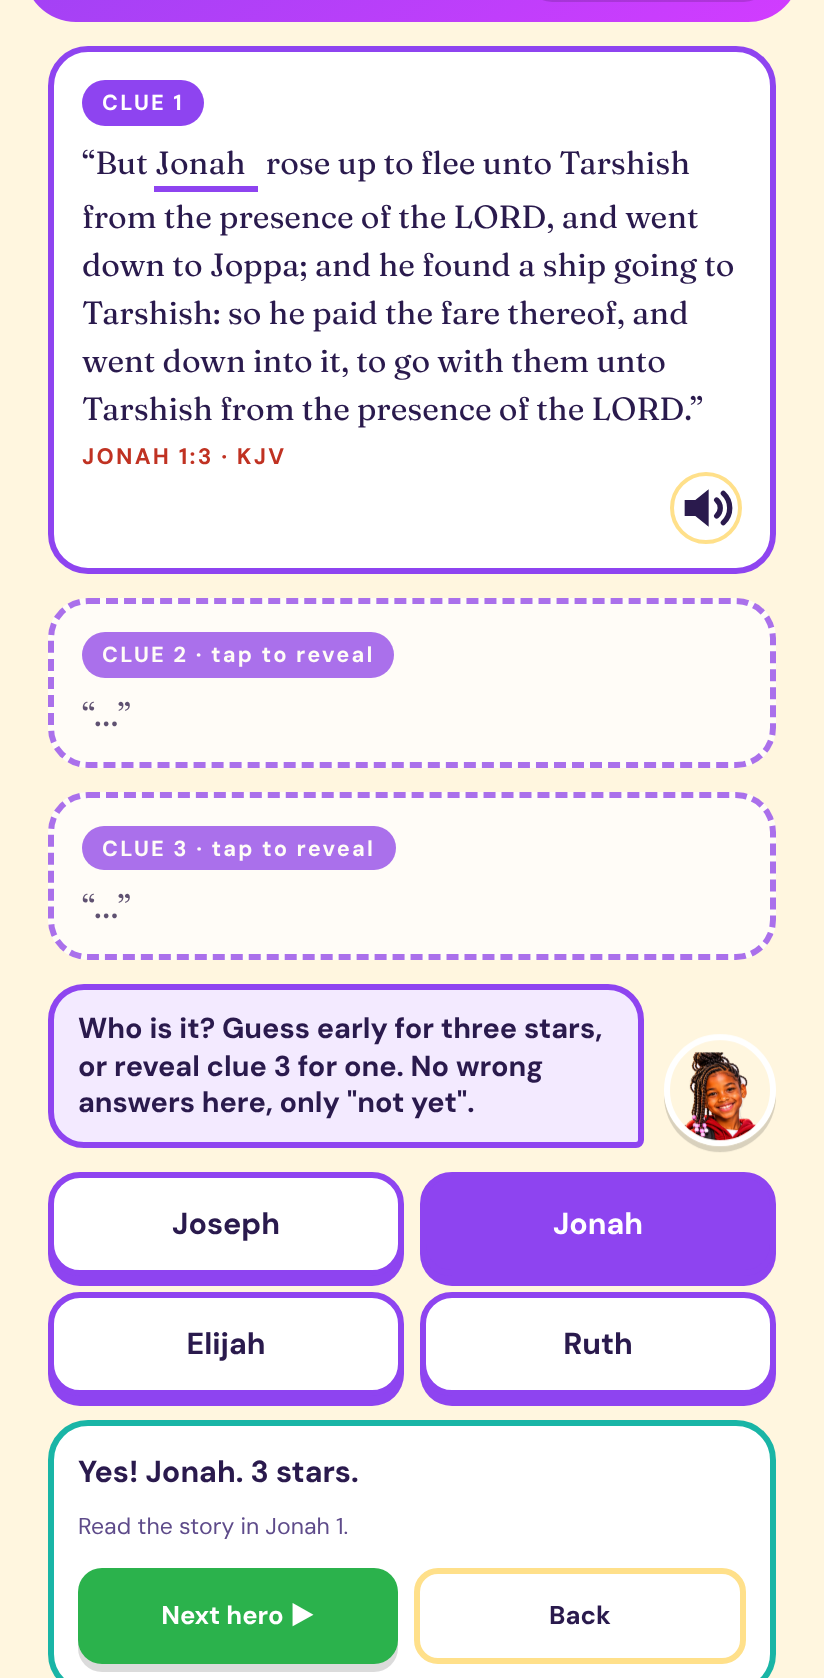 CLUE 1
“But Jonah rose up to flee unto Tarshish
from the presence of the LORD, and went
down to Joppa; and he found a ship going to
Tarshish: so he paid the fare thereof, and
went down into it, to go with them unto
Tarshish from the presence of the LORD.”
JONAH 1:3 · KJV
CLUE 2 · tap to reveal
“...”
CLUE 3 · tap to reveal
“...”
Who is it? Guess early for three stars,
or reveal clue 3 for one. No wrong
answers here, only "not yet".
Joseph
Jonah
Elijah
Ruth
Yes! Jonah. 3 stars.
Read the story in Jonah 1.
Next hero ▶
Back